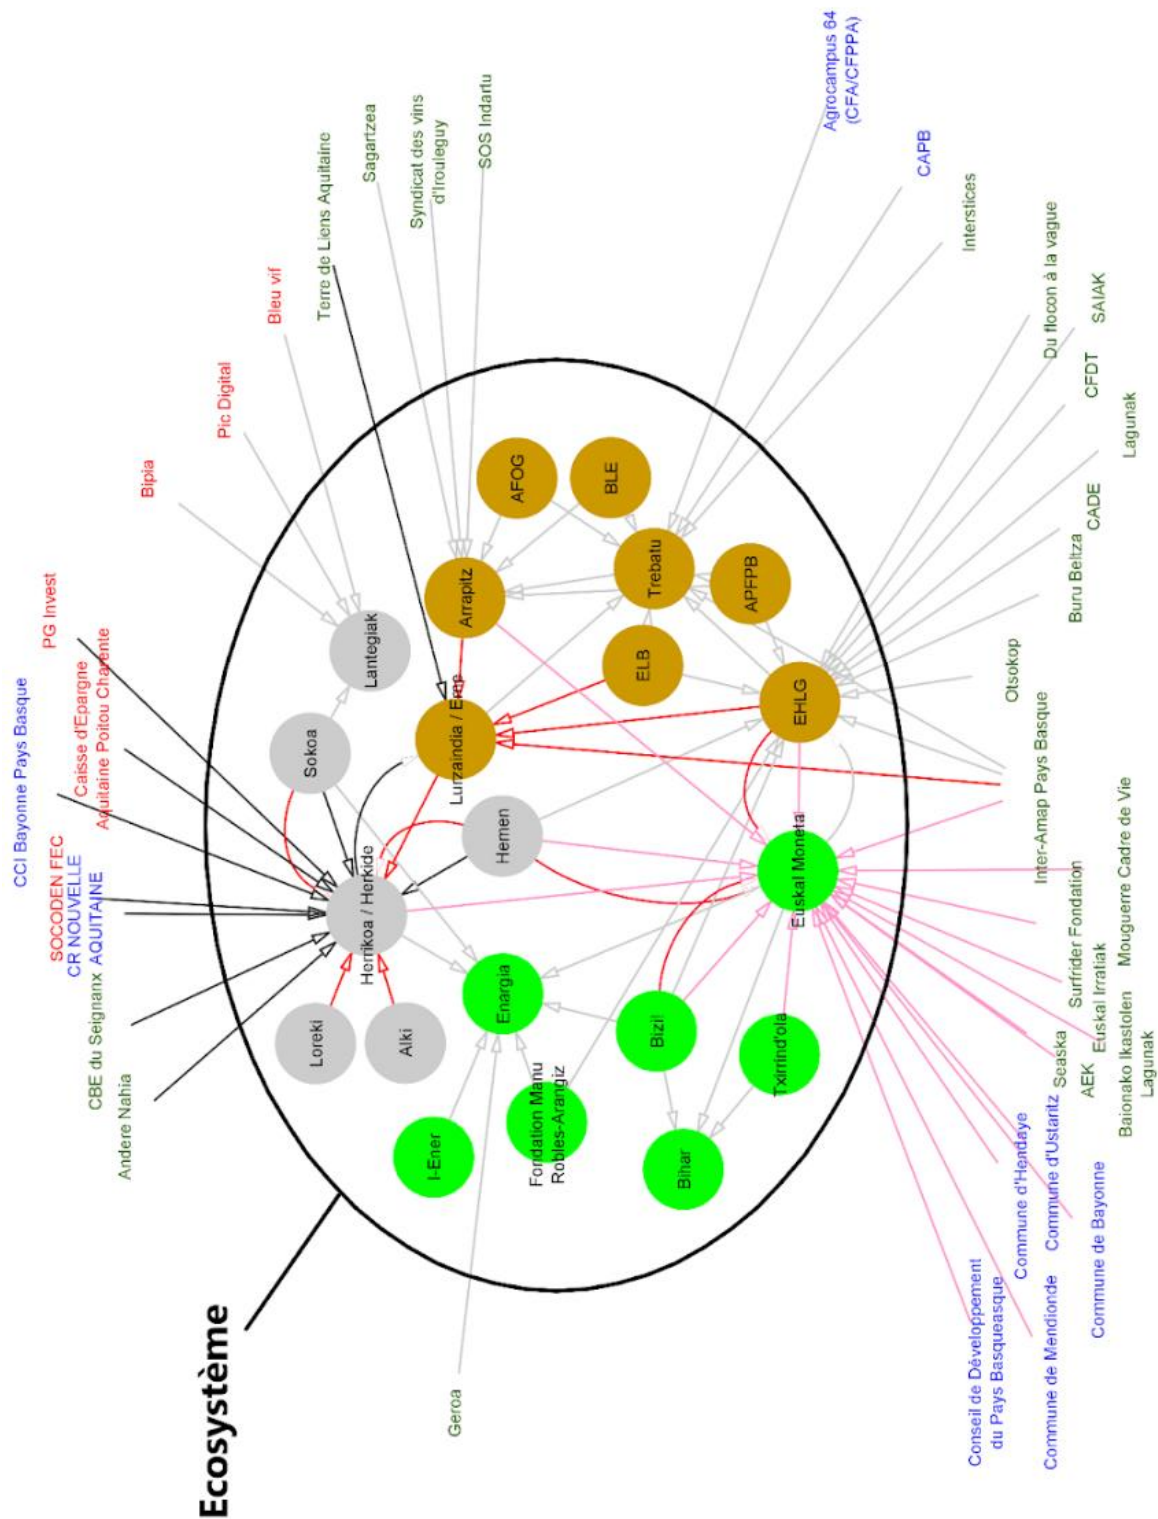 Ecosystème
Andere Nahia
CBE du Seignanx
SOCODEN FEC
CR NOUVELLE
AQUITAINE
CCI Bayonne Pays Basque
Caisse d'Epargne
Aquitaine Poitou Charente
PG Invest
Bipia
Pic Digital
Bleu vif
Terre de Liens Aquitaine
Sagartzea
Syndicat des vins
d'Irouleguy
SOS Indartu
Agrocampus 64
(CFA/CFPPA)
CAPB
Interstices
Du flocon à la vague
SAIAK
CFDT
Lagunak
CADE
Buru Beltza
Otsokop
Inter-Amap Pays Basque
Mouguerre Cadre de Vie
Surfrider Fondation
Euskal Irratiak
Seaska
AEK
Baionako Ikastolen
Lagunak
Commune d'Hendaye
Commune d'Ustaritz
Commune de Bayonne
Commune de Mendionde
Conseil de Développement
du Pays Basqueasque
Geroa
Loreki
Alki
Herrikoa / Herkide
Sokoa
Lantegiak
Hemen
Lurzaindia / Emp
Arrapitz
AFOG
BLE
Trebatu
APFPB
ELB
EHLG
I-Ener
Fondation Manu
Robles-Arangiz
Enargia
Bizi!
Bihar
Txirrind'ola
Euskal Moneta